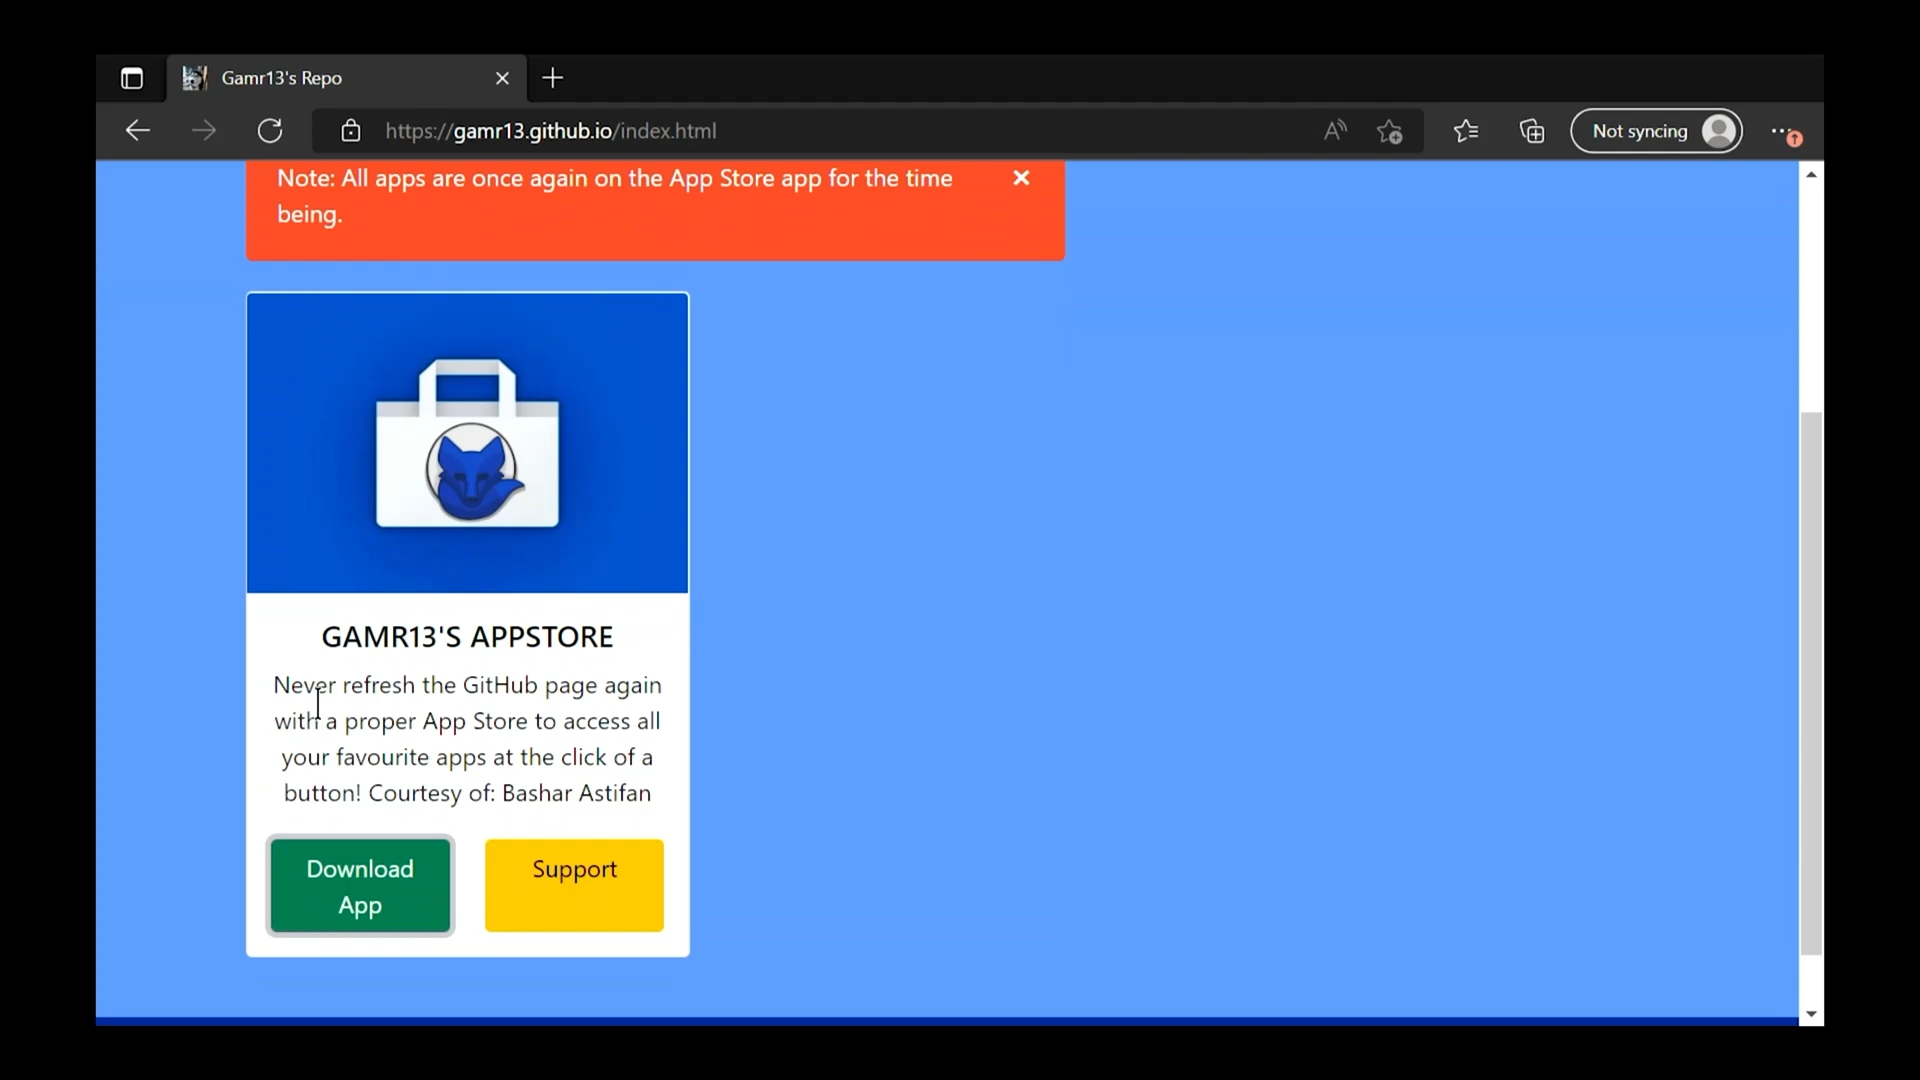 Gamr13's Repo
https://gamr13.github.io/index.html
Not syncing
Note: All apps are once again on the App Store app for the time
being.
GAMR13'S APPSTORE
Never refresh the GitHub page again
with a proper App Store to access all
your favourite apps at the click of a
button! Courtesy of: Bashar Astifan
Download
App
Support